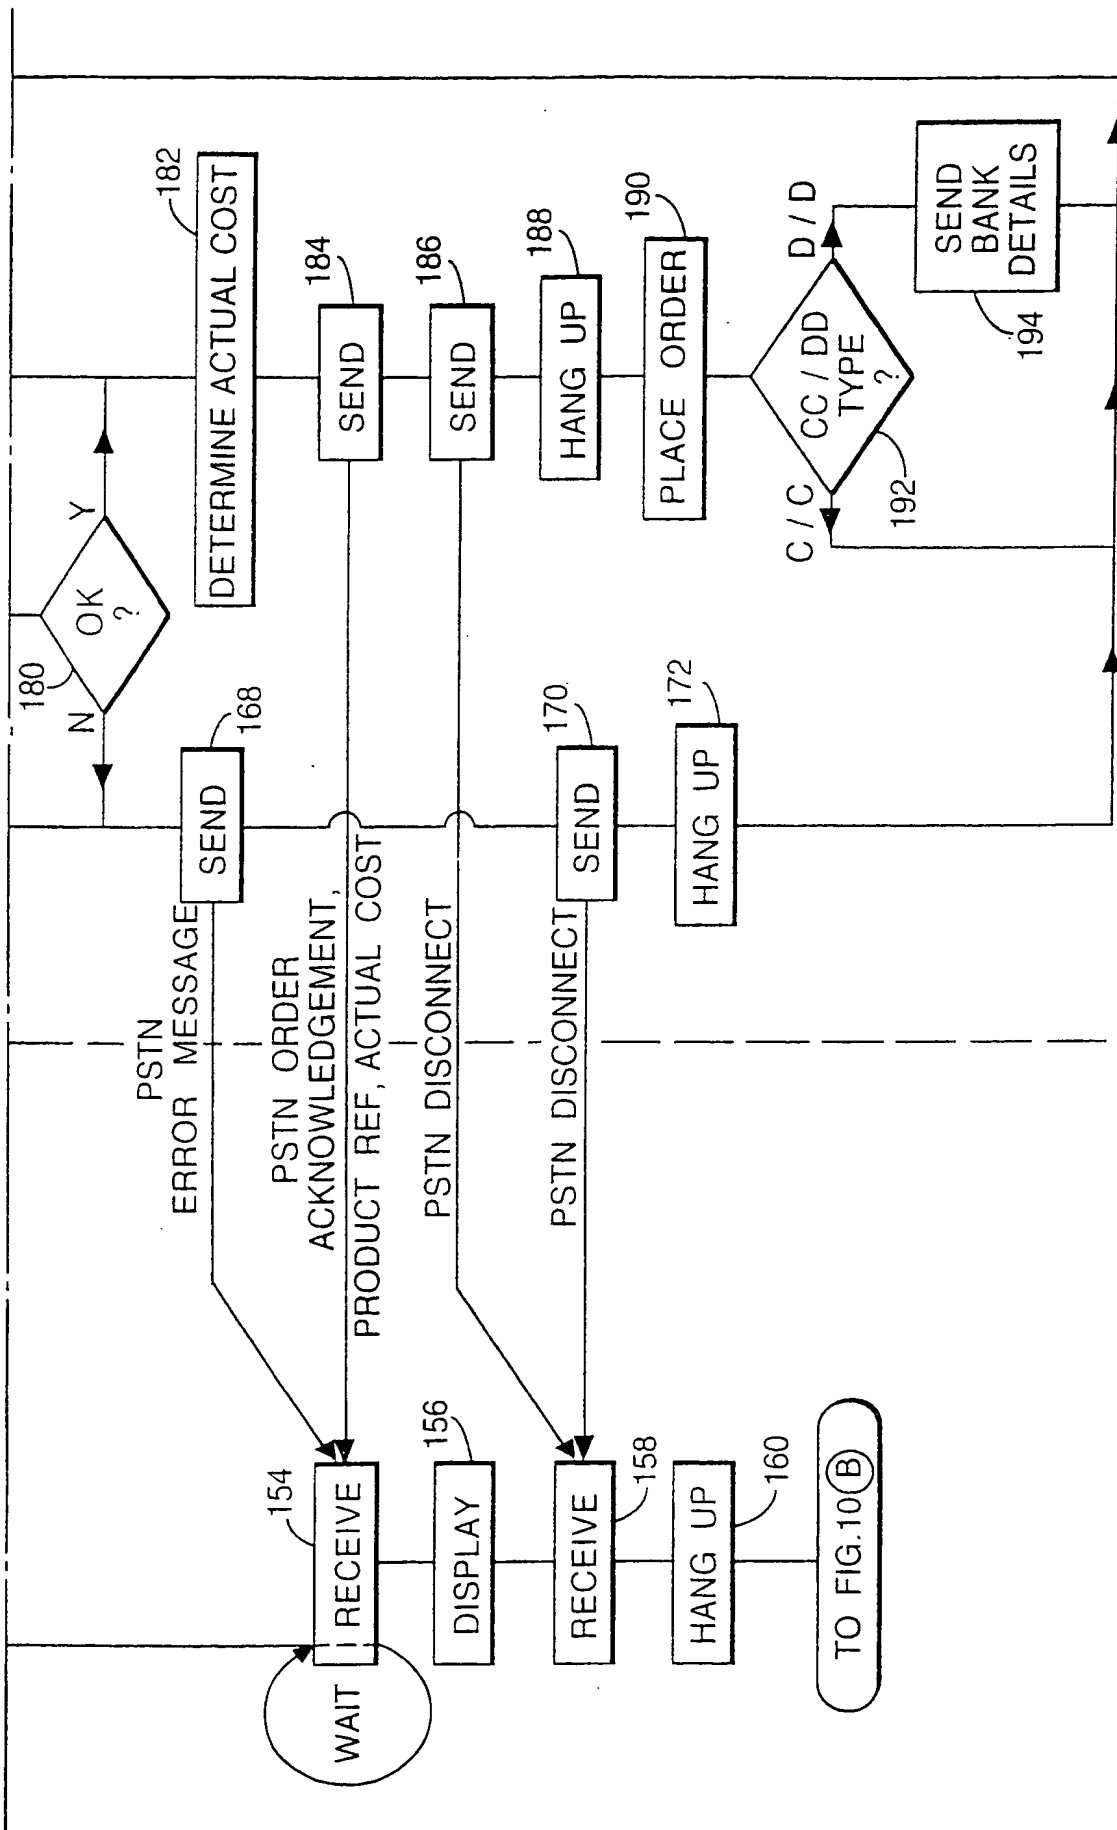 180
OK
?
N
Y
182
DETERMINE ACTUAL COST
168
SEND
PSTN
ERROR MESSAGE
184
SEND
PSTN ORDER
ACKNOWLEDGEMENT,
PRODUCT REF, ACTUAL COST
154
WAIT
RECEIVE
186
SEND
PSTN DISCONNECT
156
DISPLAY
188
HANG UP
170
SEND
PSTN DISCONNECT
RECEIVE
158
190
PLACE ORDER
172
HANG UP
HANG UP
160
CC / DD
TYPE
?
C / C
D / D
192
SEND
BANK
DETAILS
194
TO FIG.10 B